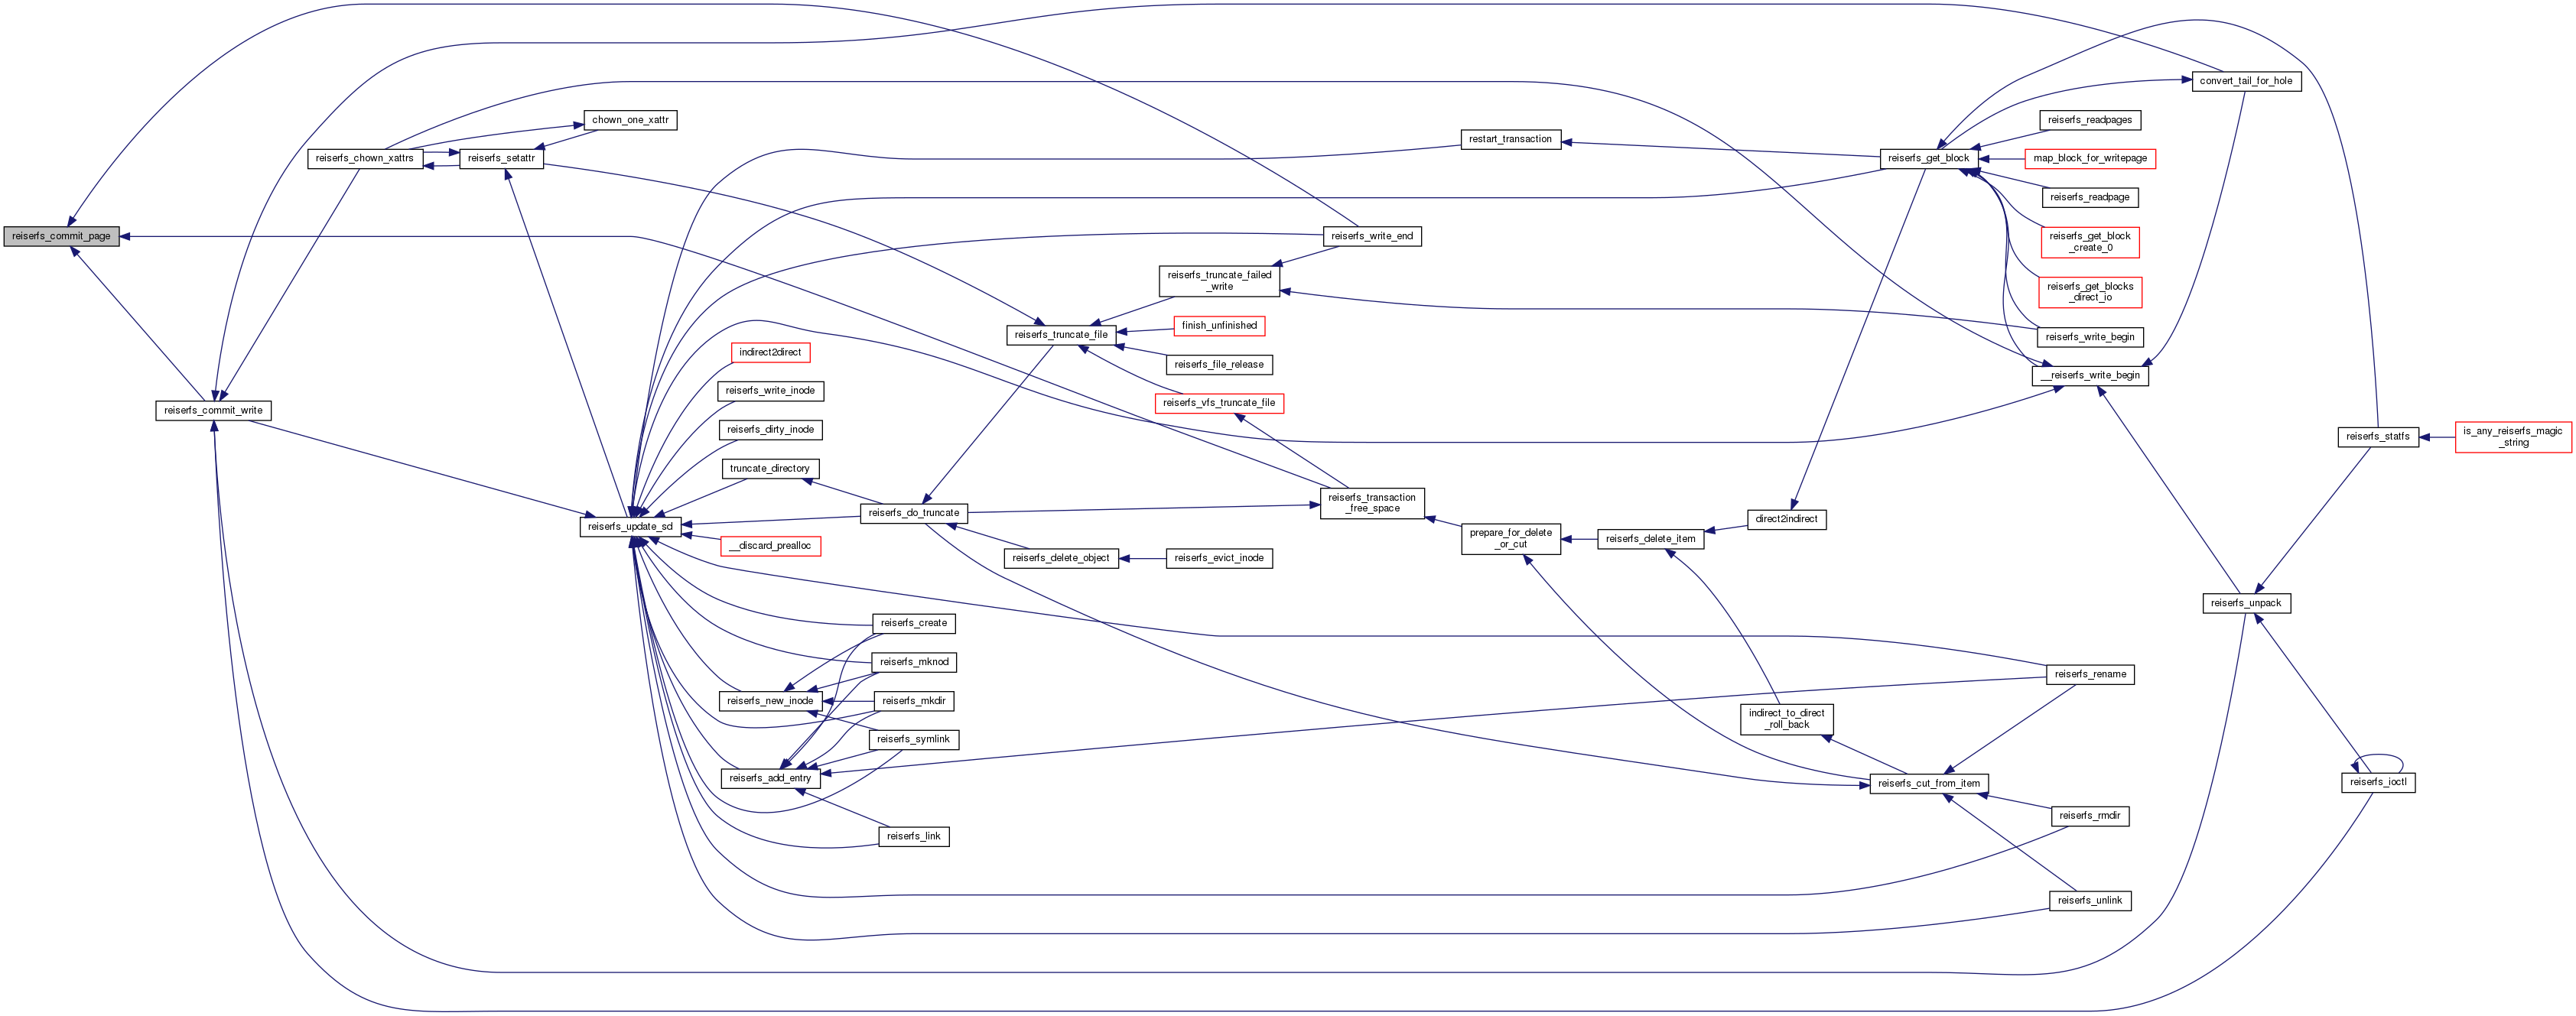 reiserfs_commit_page
reiserfs_commit_write
reiserfs_chown_xattrs
reiserfs_setattr
chown_one_xattr
reiserfs_update_sd
indirect2direct
reiserfs_write_inode
reiserfs_dirty_inode
truncate_directory
__discard_prealloc
reiserfs_new_inode
reiserfs_add_entry
reiserfs_do_truncate
reiserfs_create
reiserfs_mknod
reiserfs_mkdir
reiserfs_symlink
reiserfs_link
reiserfs_truncate_file
reiserfs_delete_object
reiserfs_truncate_failed
_write
finish_unfinished
reiserfs_file_release
reiserfs_vfs_truncate_file
reiserfs_evict_inode
reiserfs_write_end
reiserfs_transaction
_free_space
restart_transaction
prepare_for_delete
_or_cut
reiserfs_delete_item
direct2indirect
indirect_to_direct
_roll_back
reiserfs_get_block
reiserfs_cut_from_item
reiserfs_readpages
map_block_for_writepage
reiserfs_readpage
reiserfs_get_block
_create_0
reiserfs_get_blocks
_direct_io
reiserfs_write_begin
__reiserfs_write_begin
reiserfs_rename
reiserfs_rmdir
reiserfs_unlink
convert_tail_for_hole
reiserfs_unpack
reiserfs_statfs
reiserfs_ioctl
is_any_reiserfs_magic
_string